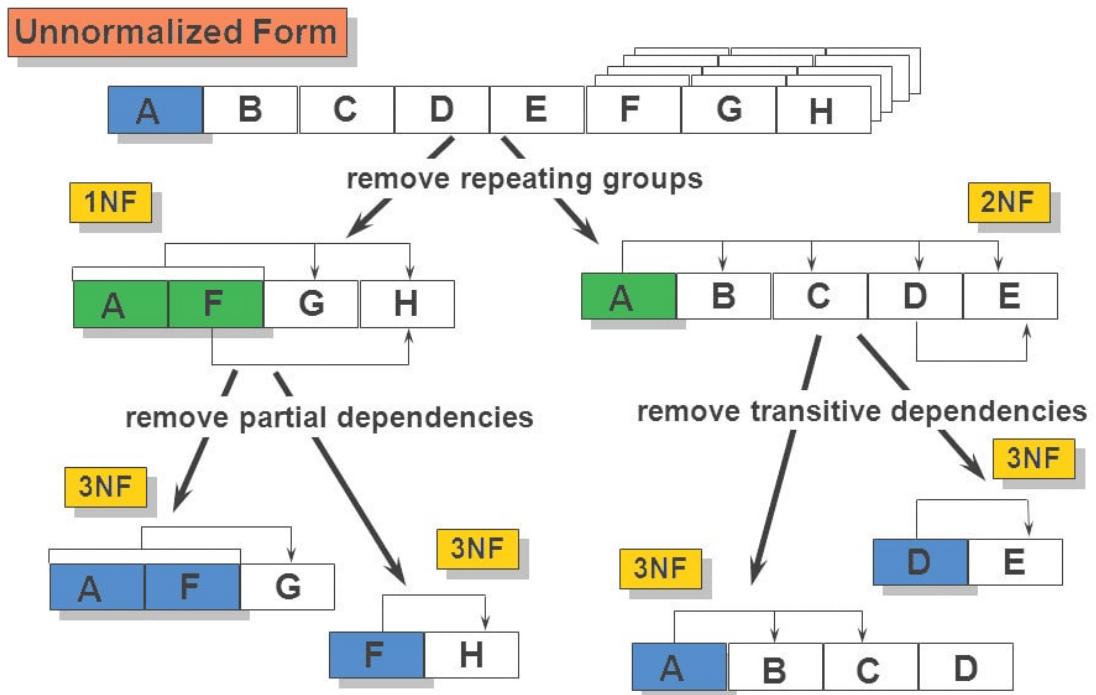 Unnormalized Form
A B C D E F G H
remove repeating groups
1NF
2NF
A F G H
A B C D E
remove partial dependencies
remove transitive dependencies
3NF
3NF
3NF
3NF
A F G
D E
F H
A B C D